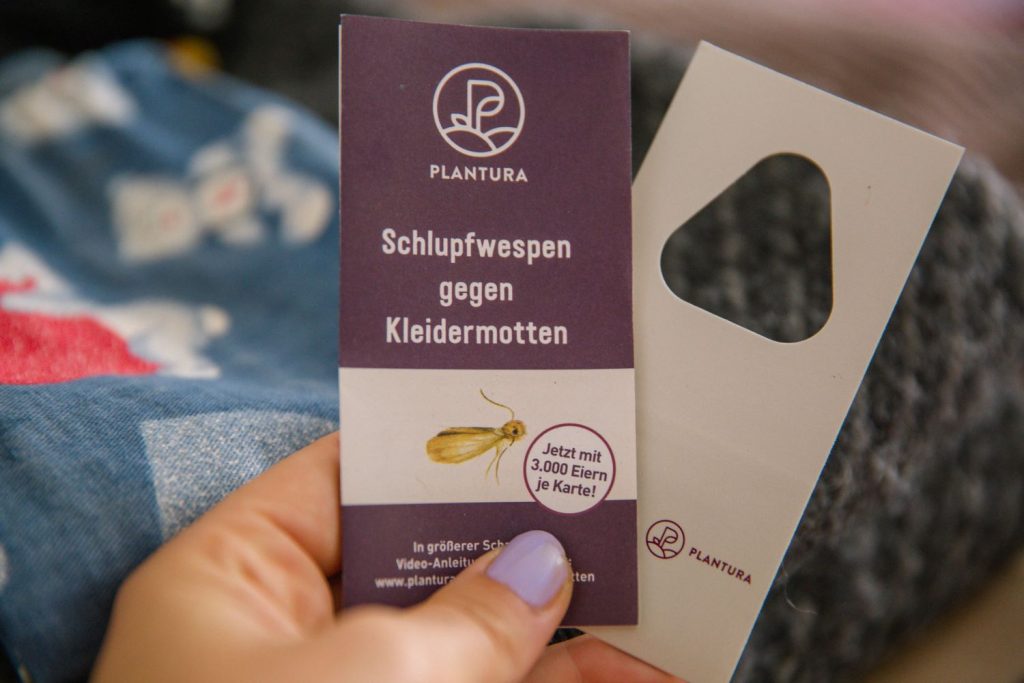 PLANTURA
Schlupfwespen
gegen
Kleidermotten
Jetzt mit
3.000 Eiern
je Karte!
In größerer
Video-Anleitu
www.plantura
tten
PLANTURA